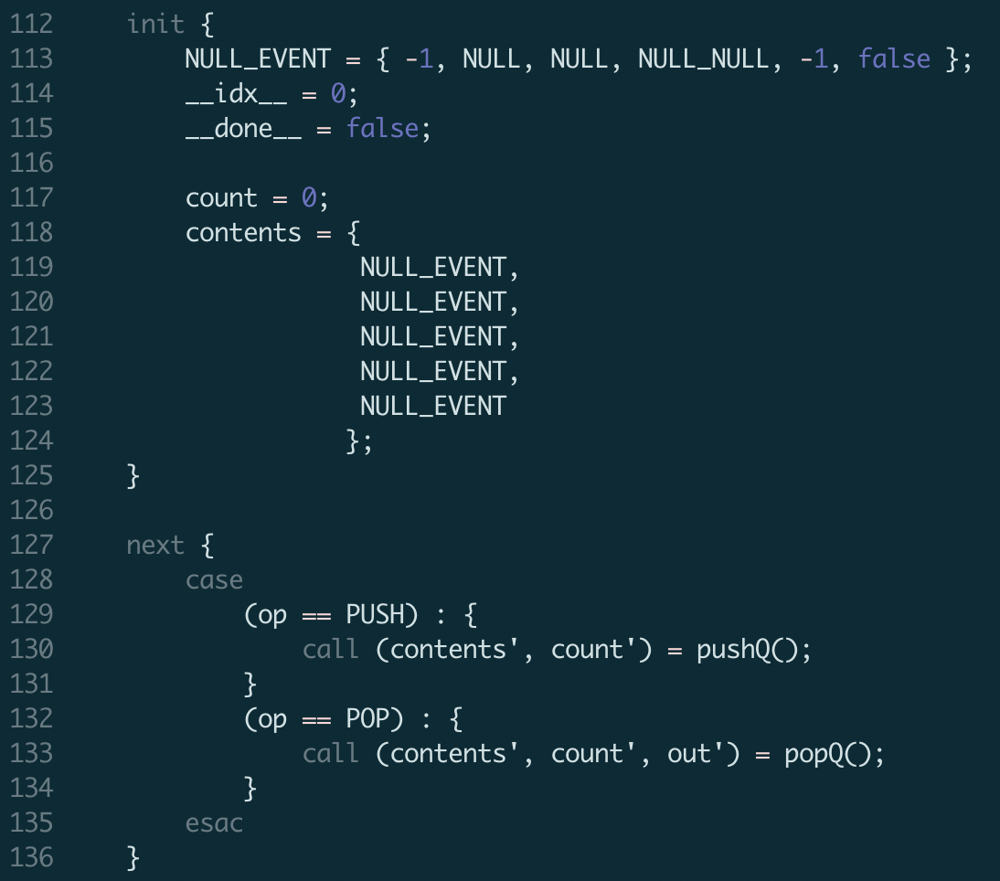 112     init {
113         NULL_EVENT = { -1, NULL, NULL, NULL_NULL, -1, false };
114         __idx__ = 0;
115         __done__ = false;
116
117         count = 0;
118         contents = {
119                     NULL_EVENT,
120                     NULL_EVENT,
121                     NULL_EVENT,
122                     NULL_EVENT,
123                     NULL_EVENT
124                    };
125     }
126
127     next {
128         case
129             (op == PUSH) : {
130                 call (contents', count') = pushQ();
131             }
132             (op == POP) : {
133                 call (contents', count', out') = popQ();
134             }
135         esac
136     }